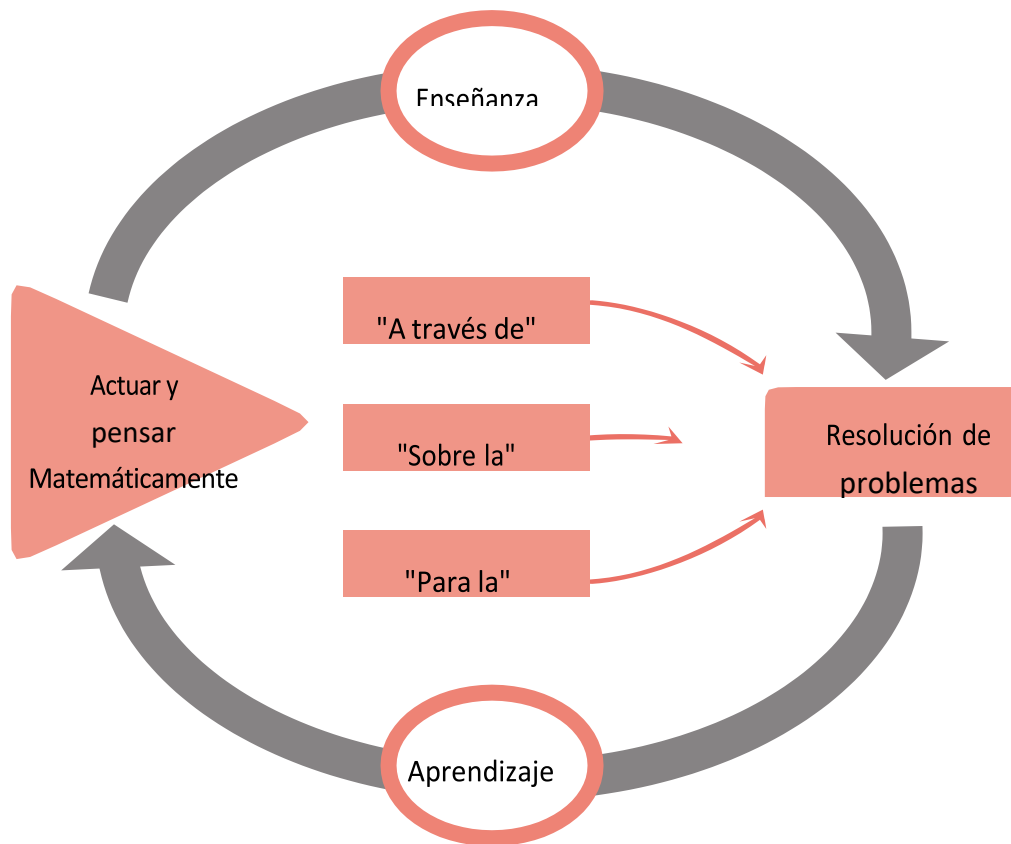 Enseñanza
"A través de"
Actuar y
pensar
Matemáticamente
"Sobre la"
Resolución de
problemas
"Para la"
Aprendizaje